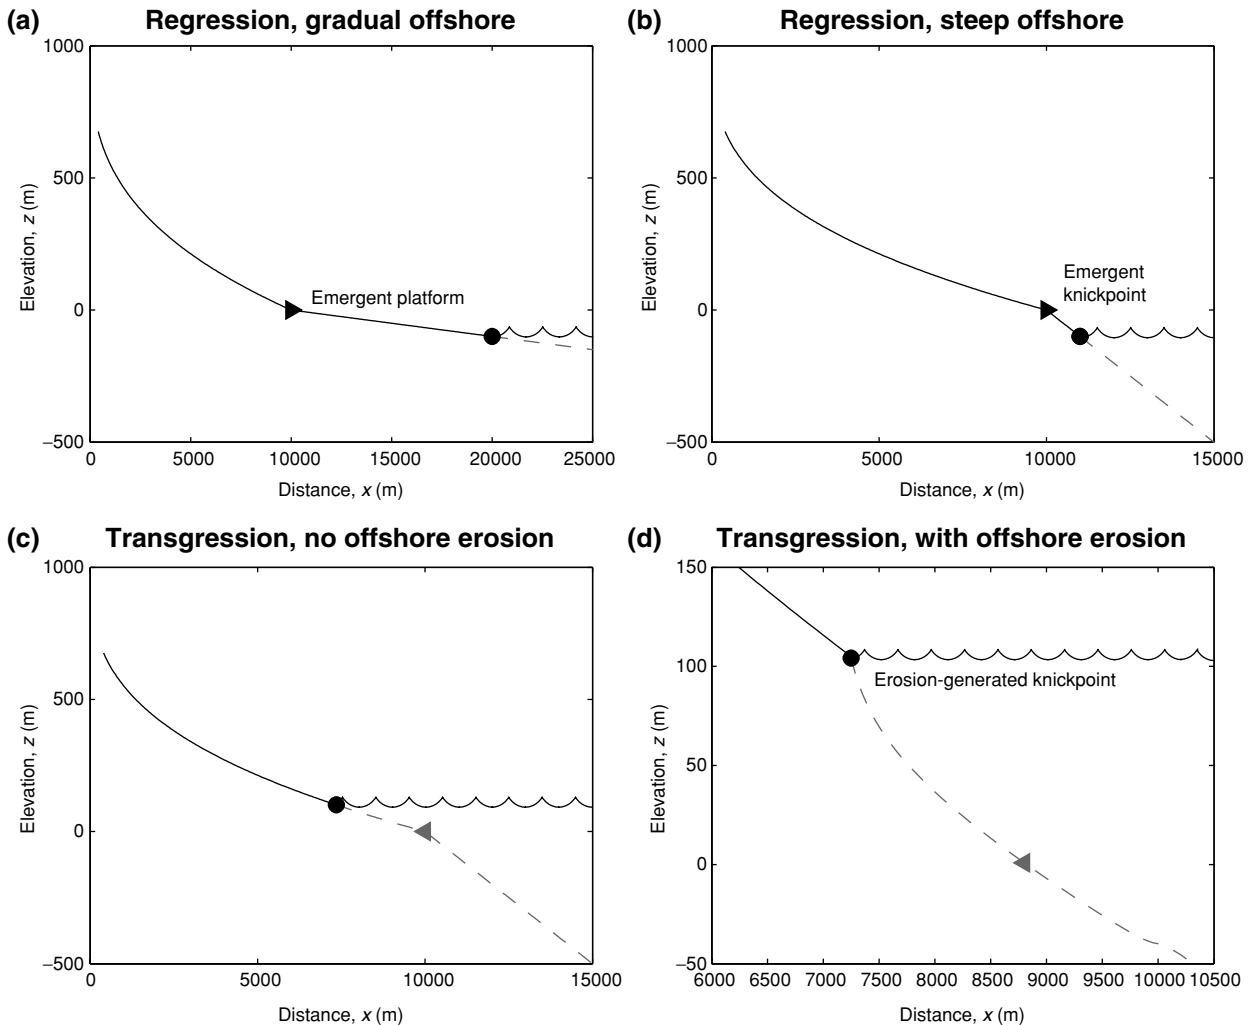 (a) Regression, gradual offshore
1000
500
0
−500
Elevation, z (m)
Emergent platform
0 5000 10000 15000 20000 25000
Distance, x (m)
(b) Regression, steep offshore
1000
500
0
−500
Elevation, z (m)
Emergent
knickpoint
0 5000 10000 15000
Distance, x (m)
(c) Transgression, no offshore erosion
1000
500
0
−500
Elevation, z (m)
0 5000 10000 15000
Distance, x (m)
(d) Transgression, with offshore erosion
150
100
50
0
−50
Elevation, z (m)
Erosion-generated knickpoint
6000 6500 7000 7500 8000 8500 9000 9500 10000 10500
Distance, x (m)